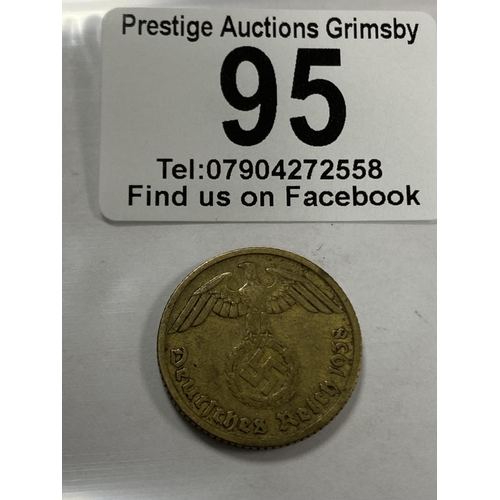 Prestige Auctions Grimsby
95
Tel:07904272558
Find us on Facebook
Deutsches Reich 1938